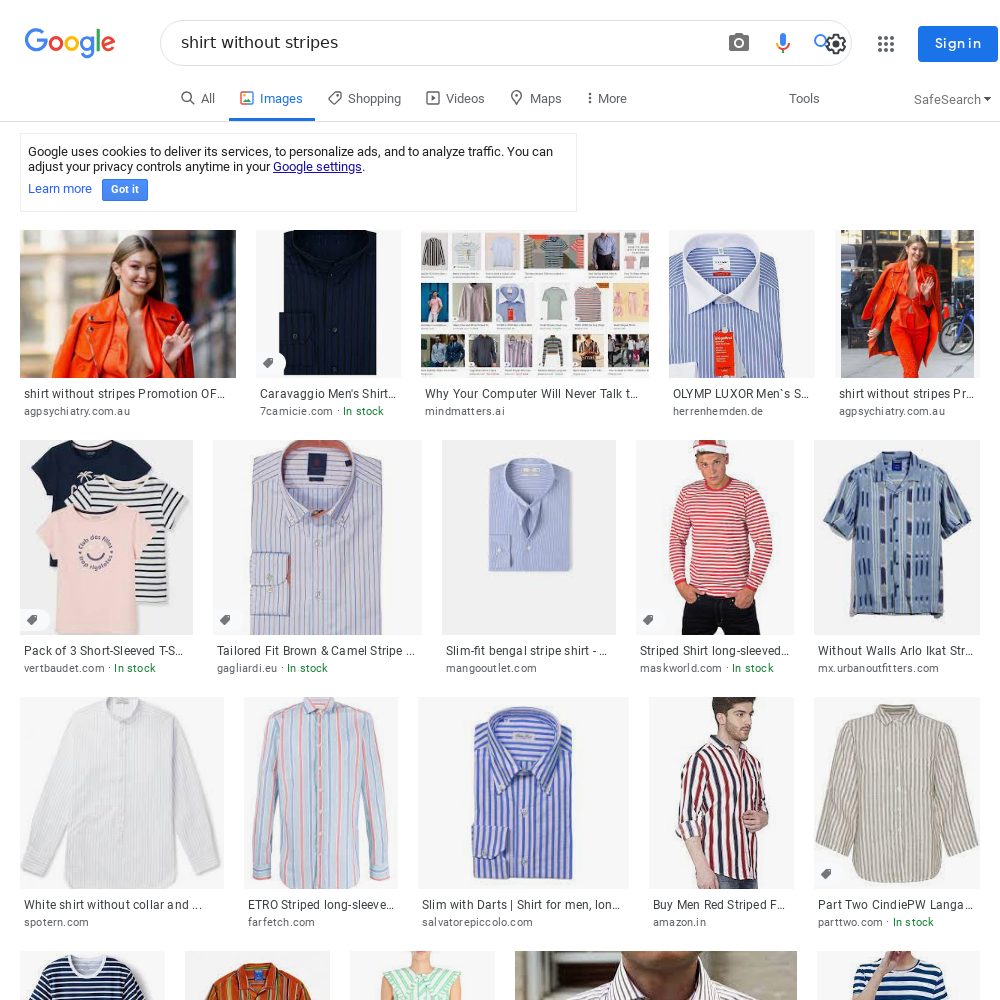 Google
shirt without stripes
Sign in
All
Images
Shopping
Videos
Maps
More
Tools
SafeSearch
Google uses cookies to deliver its services, to personalize ads, and to analyze traffic. You can
adjust your privacy controls anytime in your Google settings.
Learn more
Got it
shirt without stripes Promotion OF...
agpsychiatry.com.au
Caravaggio Men's Shirt...
7camicie.com · In stock
Why Your Computer Will Never Talk t...
mindmatters.ai
OLYMP LUXOR Men`s S...
herrenhemden.de
shirt without stripes Pr...
agpsychiatry.com.au
Club des filles
trop rigolotes
Pack of 3 Short-Sleeved T-S...
vertbaudet.com · In stock
Tailored Fit Brown & Camel Stripe ...
gagliardi.eu · In stock
Slim-fit bengal stripe shirt - ...
mangooutlet.com
Striped Shirt long-sleeved...
maskworld.com · In stock
Without Walls Arlo Ikat Str...
mx.urbanoutfitters.com
White shirt without collar and ...
spotern.com
ETRO Striped long-sleeve...
farfetch.com
Slim with Darts | Shirt for men, lon...
salvatorepiccolo.com
Buy Men Red Striped F...
amazon.in
Part Two CindiePW Langa...
parttwo.com · In stock